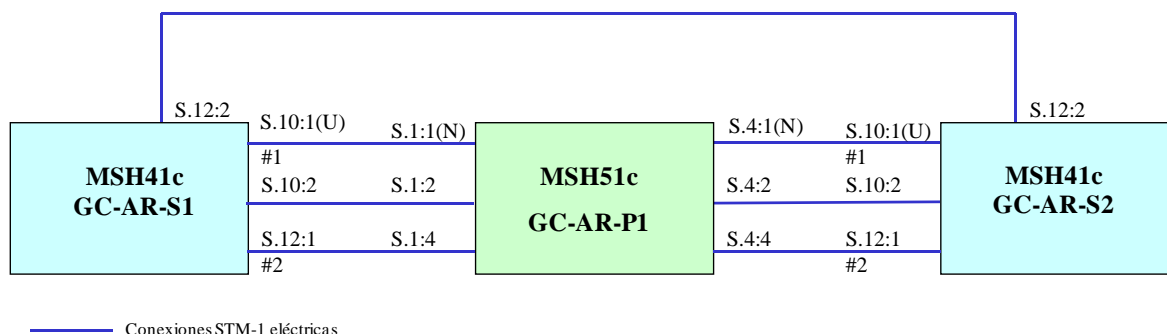 S.12:2
S.12:2
S.10:1(U)
S.1:1(N)
S.4:1(N)
S.10:1(U)
#1
#1
MSH41c
GC-AR-S1
MSH51c
GC-AR-P1
MSH41c
GC-AR-S2
S.10:2
S.1:2
S.4:2
S.10:2
S.12:1
S.1:4
S.4:4
S.12:1
#2
#2
Conexiones STM-1 eléctricas